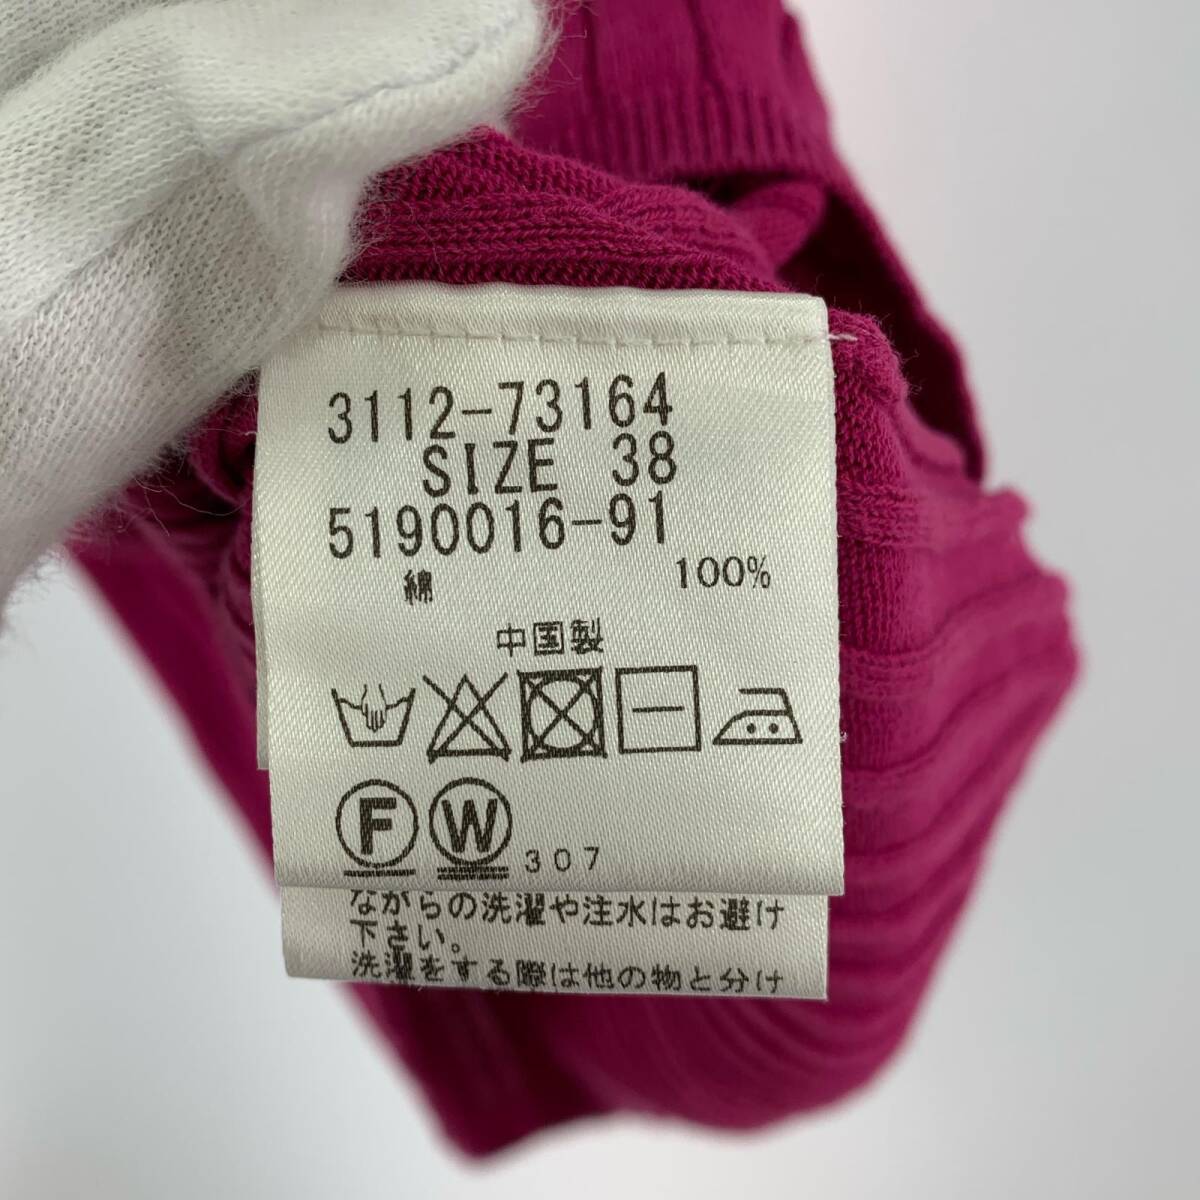 3112-73164
SIZE 38
5190016-91
綿 100%
中国製
F W 307
ながらの洗濯や注水はお避け
下さい。
洗濯をする際は他の物と分け